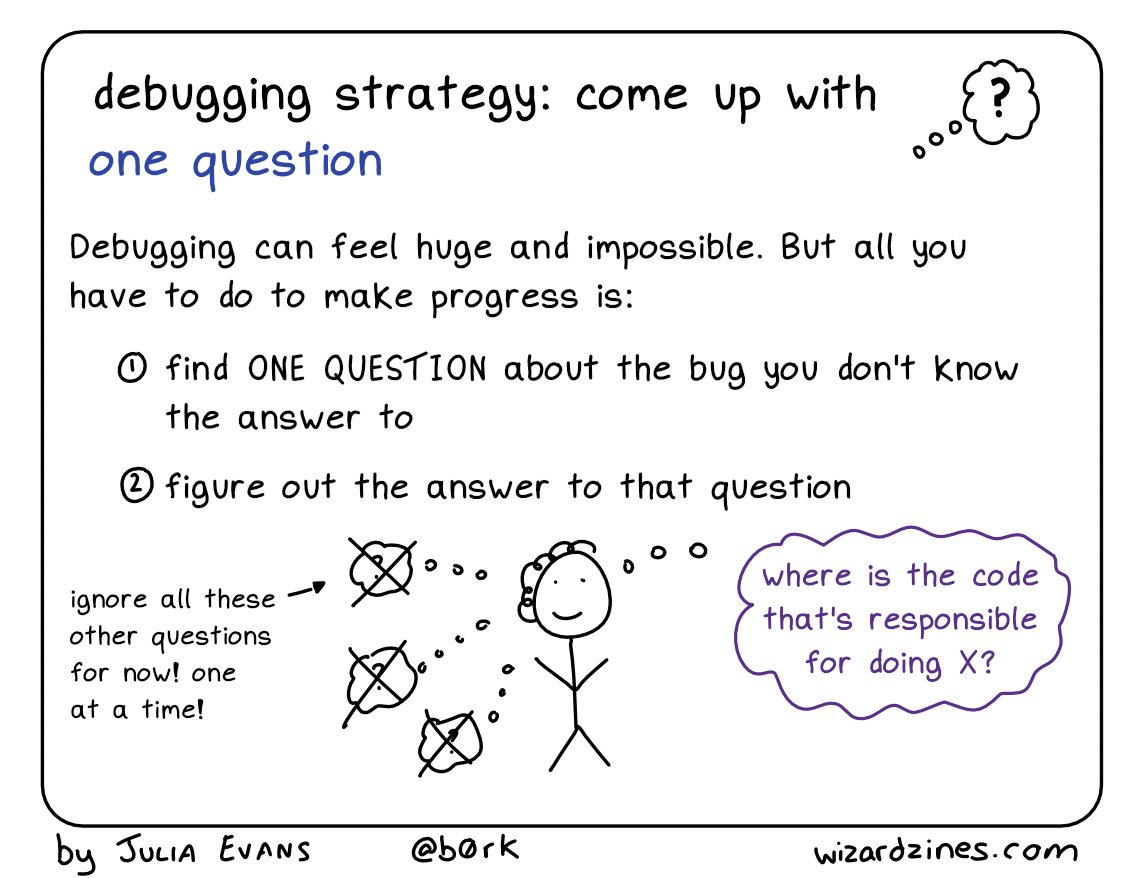 debugging strategy: come up with
one question
?
Debugging can feel huge and impossible. But all you
have to do to make progress is:
① find ONE QUESTION about the bug you don't know
the answer to
② figure out the answer to that question
ignore all these
other questions
for now! one
at a time!
?
?
?
where is the code
that's responsible
for doing X?
by JULIA EVANS
@b0rk
wizardzines.com